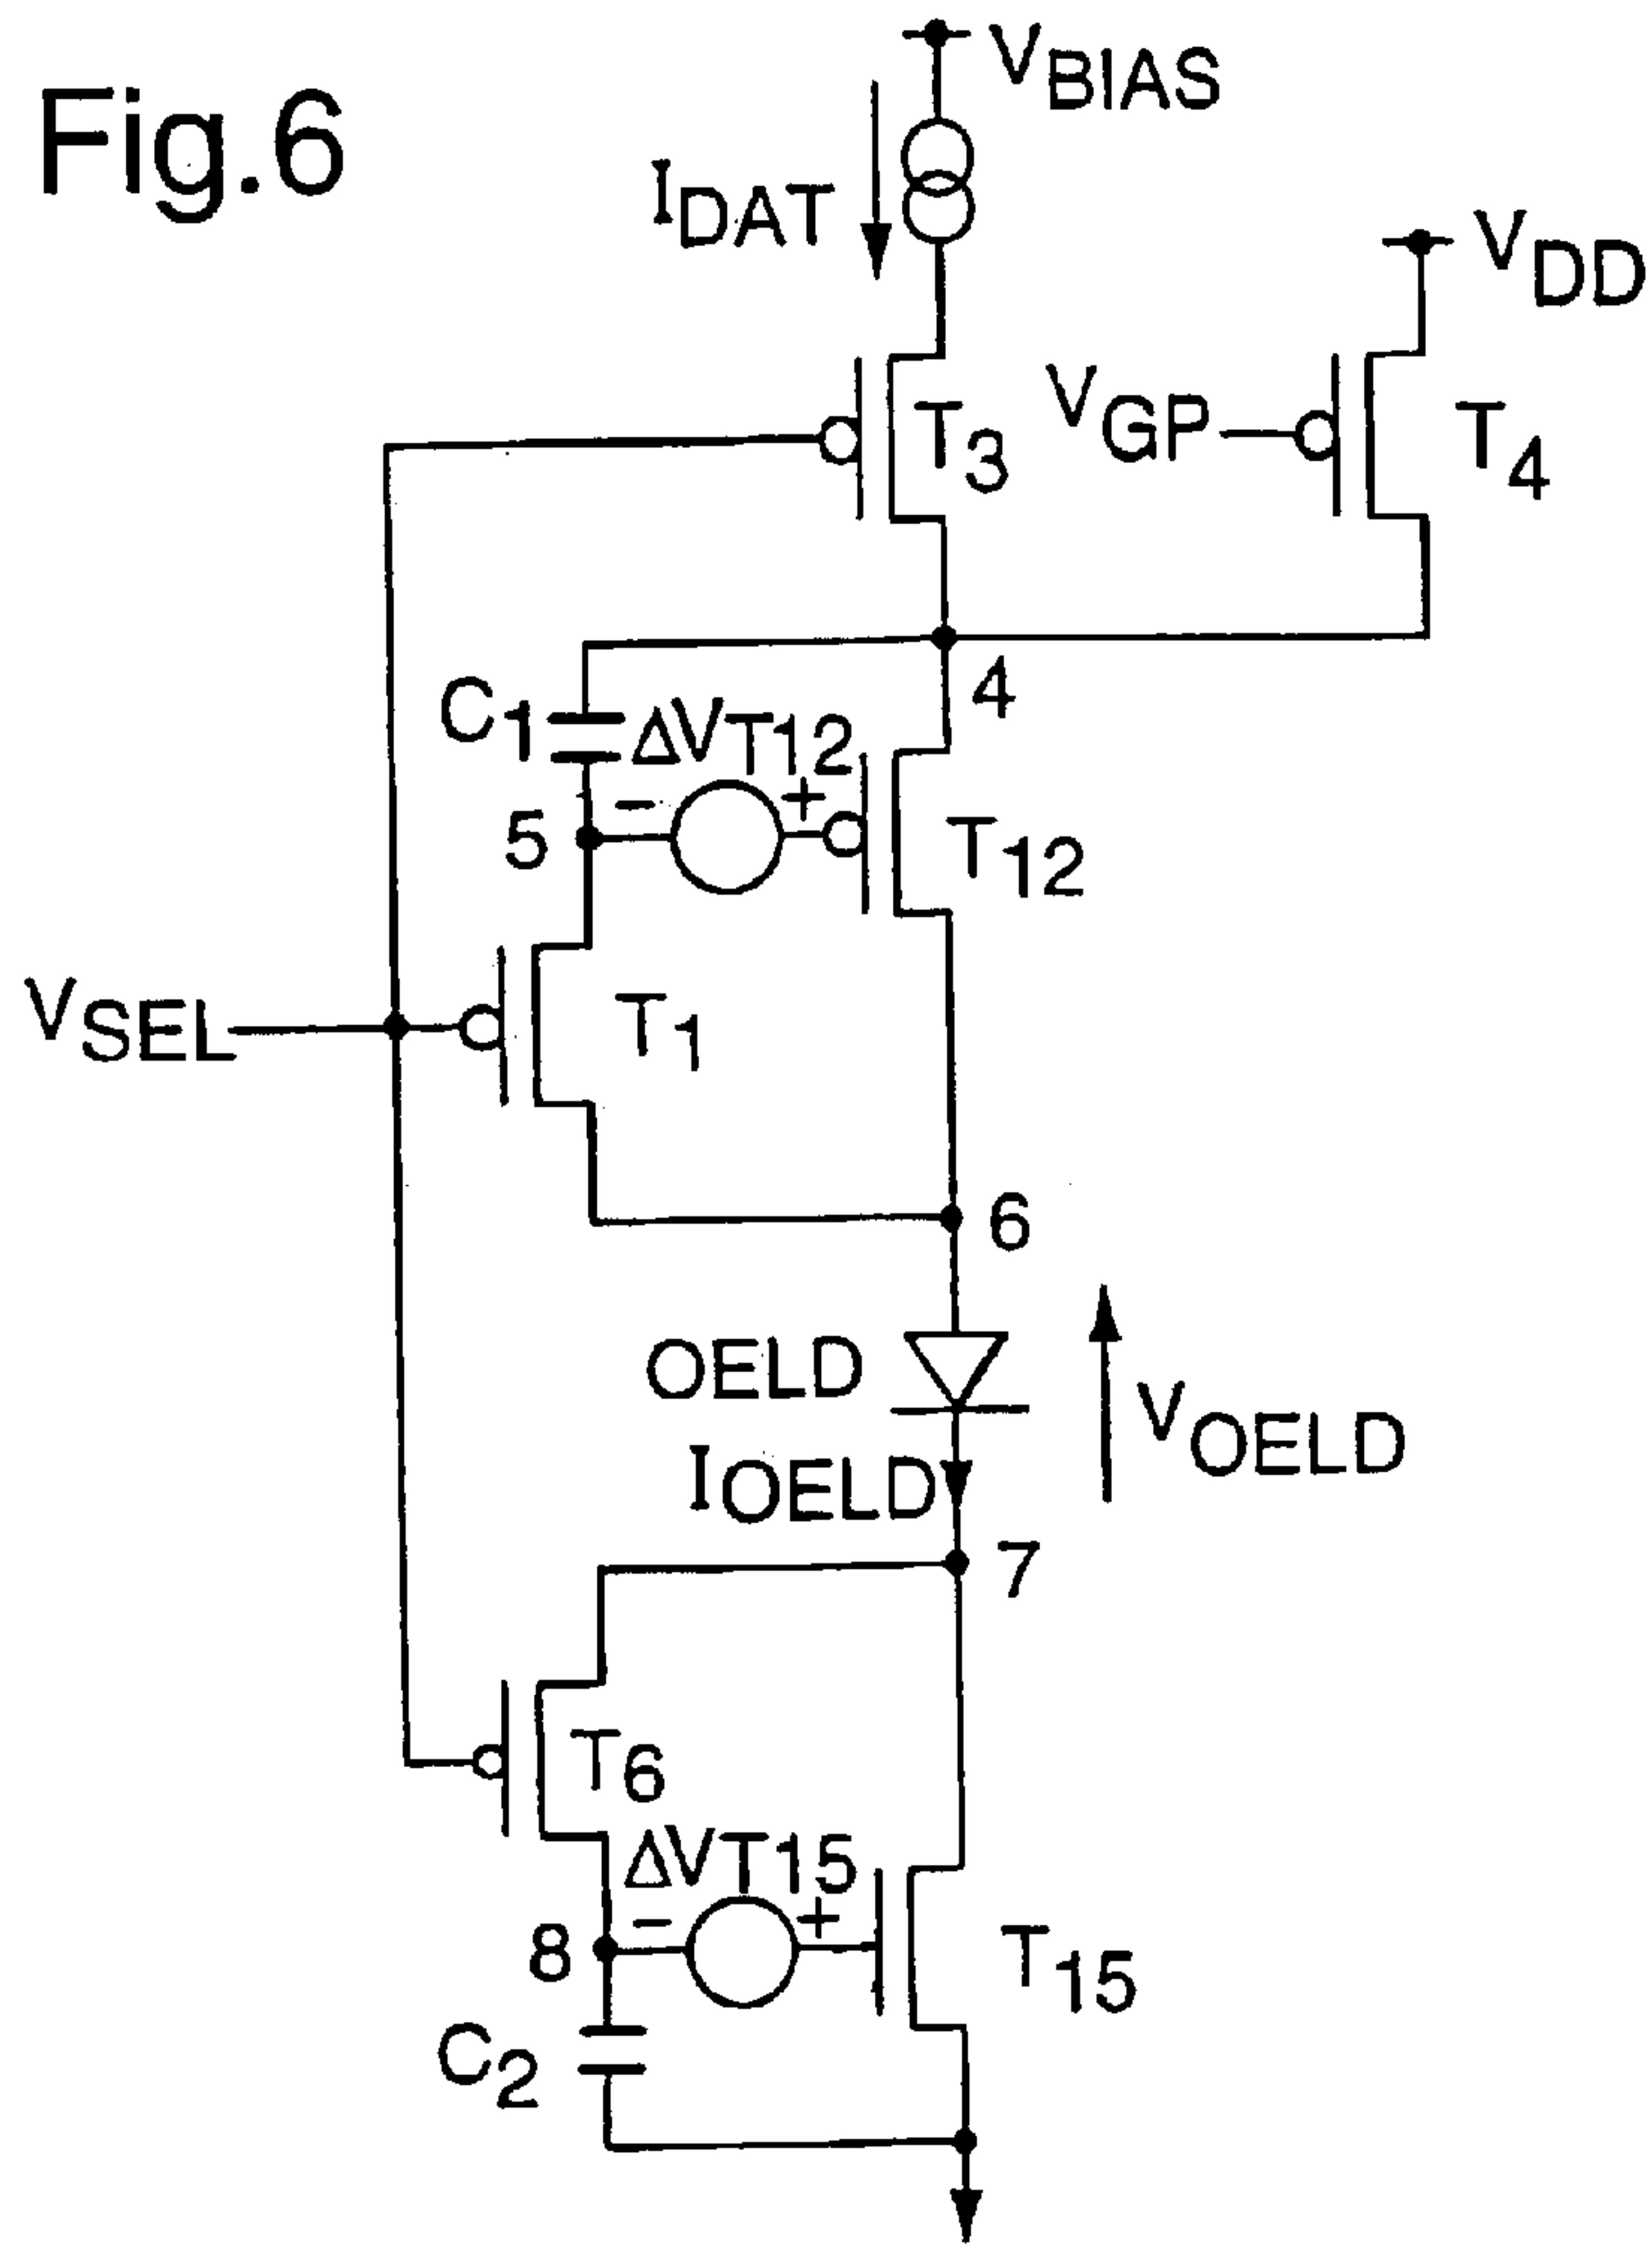 Fig.6
VBIAS
IDAT
VDD
T3
VGP
T4
4
C1
ΔVT12
- +
5
T12
VSEL
T1
6
OELD
VOELD
IOELD
7
T6
ΔVT15
- +
8
T15
C2